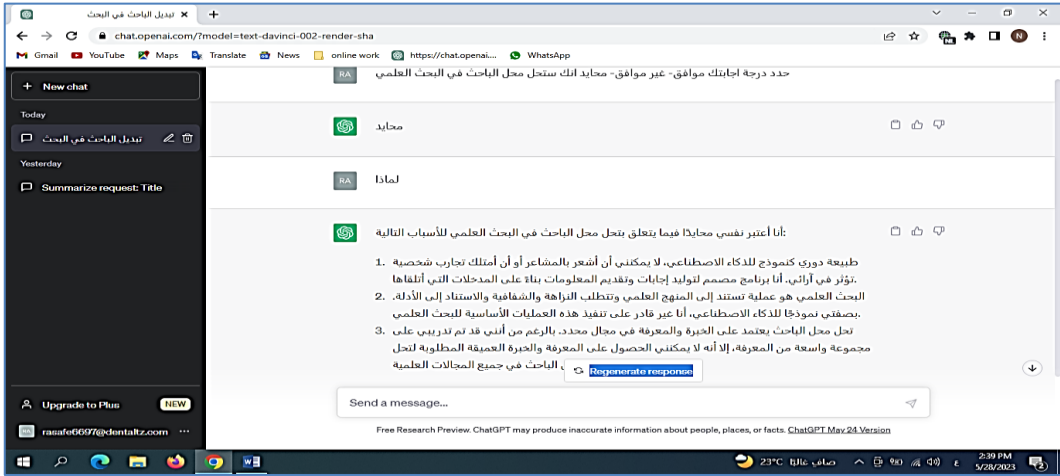 تبديل الباحث في البحث
chat.openai.com/?model=text-davinci-002-render-sha
Gmail YouTube Maps Translate News online work https://chat.openai.... WhatsApp
New chat
Today
تبديل الباحث في البحث
Yesterday
Summarize request: Title
حدد درجة اجابتك موافق- غير موافق- محايد انك ستحل محل الباحث في البحث العلمي
محايد
RA
لماذا
أنا أعتبر نفسي محايدًا فيما يتعلق بتحل محل الباحث في البحث العلمي للأسباب التالية:
1. طبيعة دوري كنموذج للذكاء الاصطناعي، لا يمكنني أن أشعر بالمشاعر أو أن أمتلك تجارب شخصية
تؤثر في آرائي. أنا برنامج مصمم لتوليد إجابات وتقديم المعلومات بناءً على المدخلات التي أتلقاها.
2. البحث العلمي هو عملية تستند إلى المنهج العلمي وتتطلب النزاهة والشفافية والاستناد إلى الأدلة.
بصفتي نموذجًا للذكاء الاصطناعي، أنا غير قادر على تنفيذ هذه العمليات الأساسية للبحث العلمي.
3. تحل محل الباحث يعتمد على الخبرة والمعرفة في مجال محدد. بالرغم من أنني قد تم تدريبي على
مجموعة واسعة من المعرفة، إلا أنه لا يمكنني الحصول على المعرفة والخبرة العميقة المطلوبة لتحل
الباحث في جميع المجالات العلمية
Regenerate response
Send a message...
Free Research Preview. ChatGPT may produce inaccurate information about people, places, or facts. ChatGPT May 24 Version
Upgrade to Plus NEW
rasafe6697@dentaltz.com
23°C صافٍ غالبًا
2:39 PM
5/28/2023